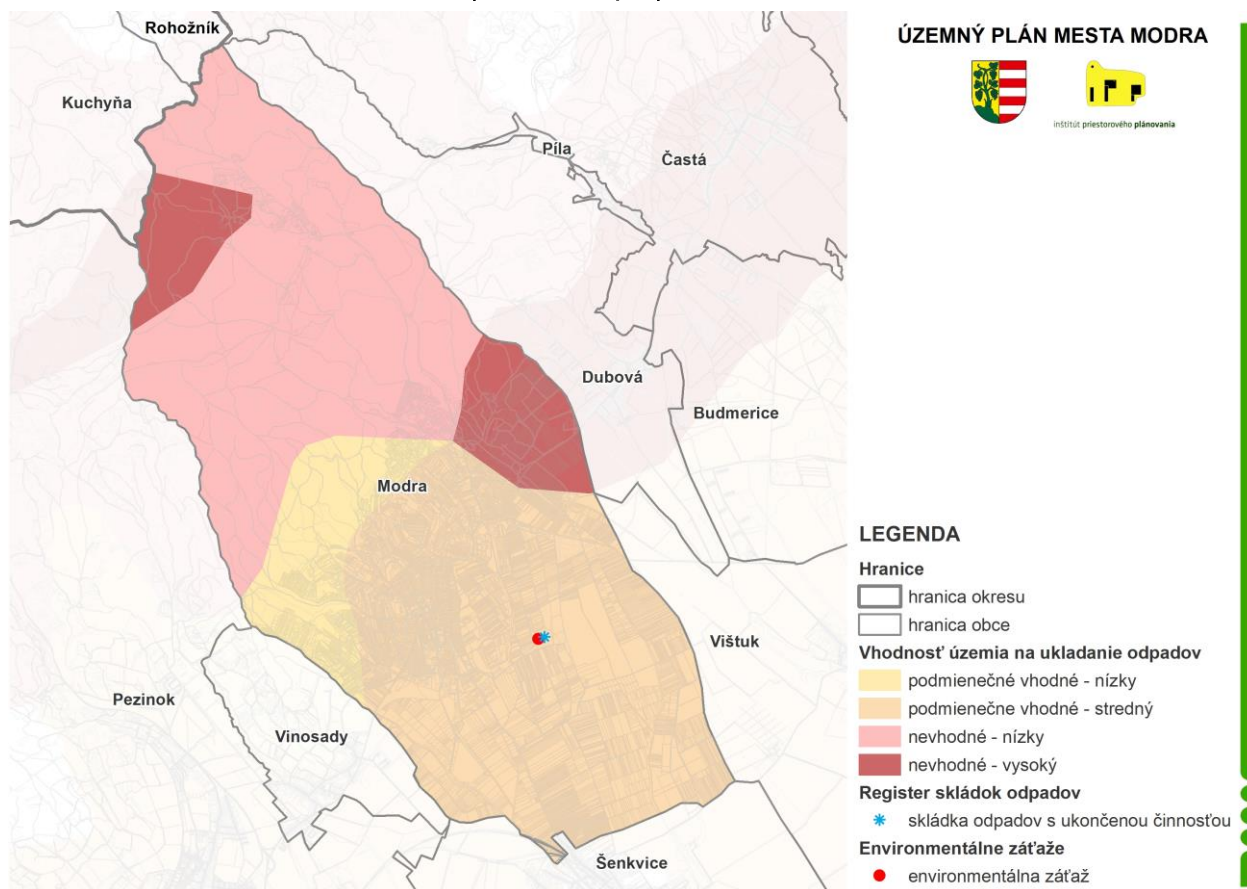 Rohožník
Kuchyňa
Píla
Častá
Dubová
Budmerice
Modra
Vištuk
Pezinok
Vinosady
Šenkvice
ÚZEMNÝ PLÁN MESTA MODRA
inštitút priestorového plánovania
LEGENDA
Hranice
hranica okresu
hranica obce
Vhodnosť územia na ukladanie odpadov
podmienečné vhodné - nízky
podmienečne vhodné - stredný
nevhodné - nízky
nevhodné - vysoký
Register skládok odpadov
skládka odpadov s ukončenou činnosťou
Environmentálne záťaže
environmentálna záťaž